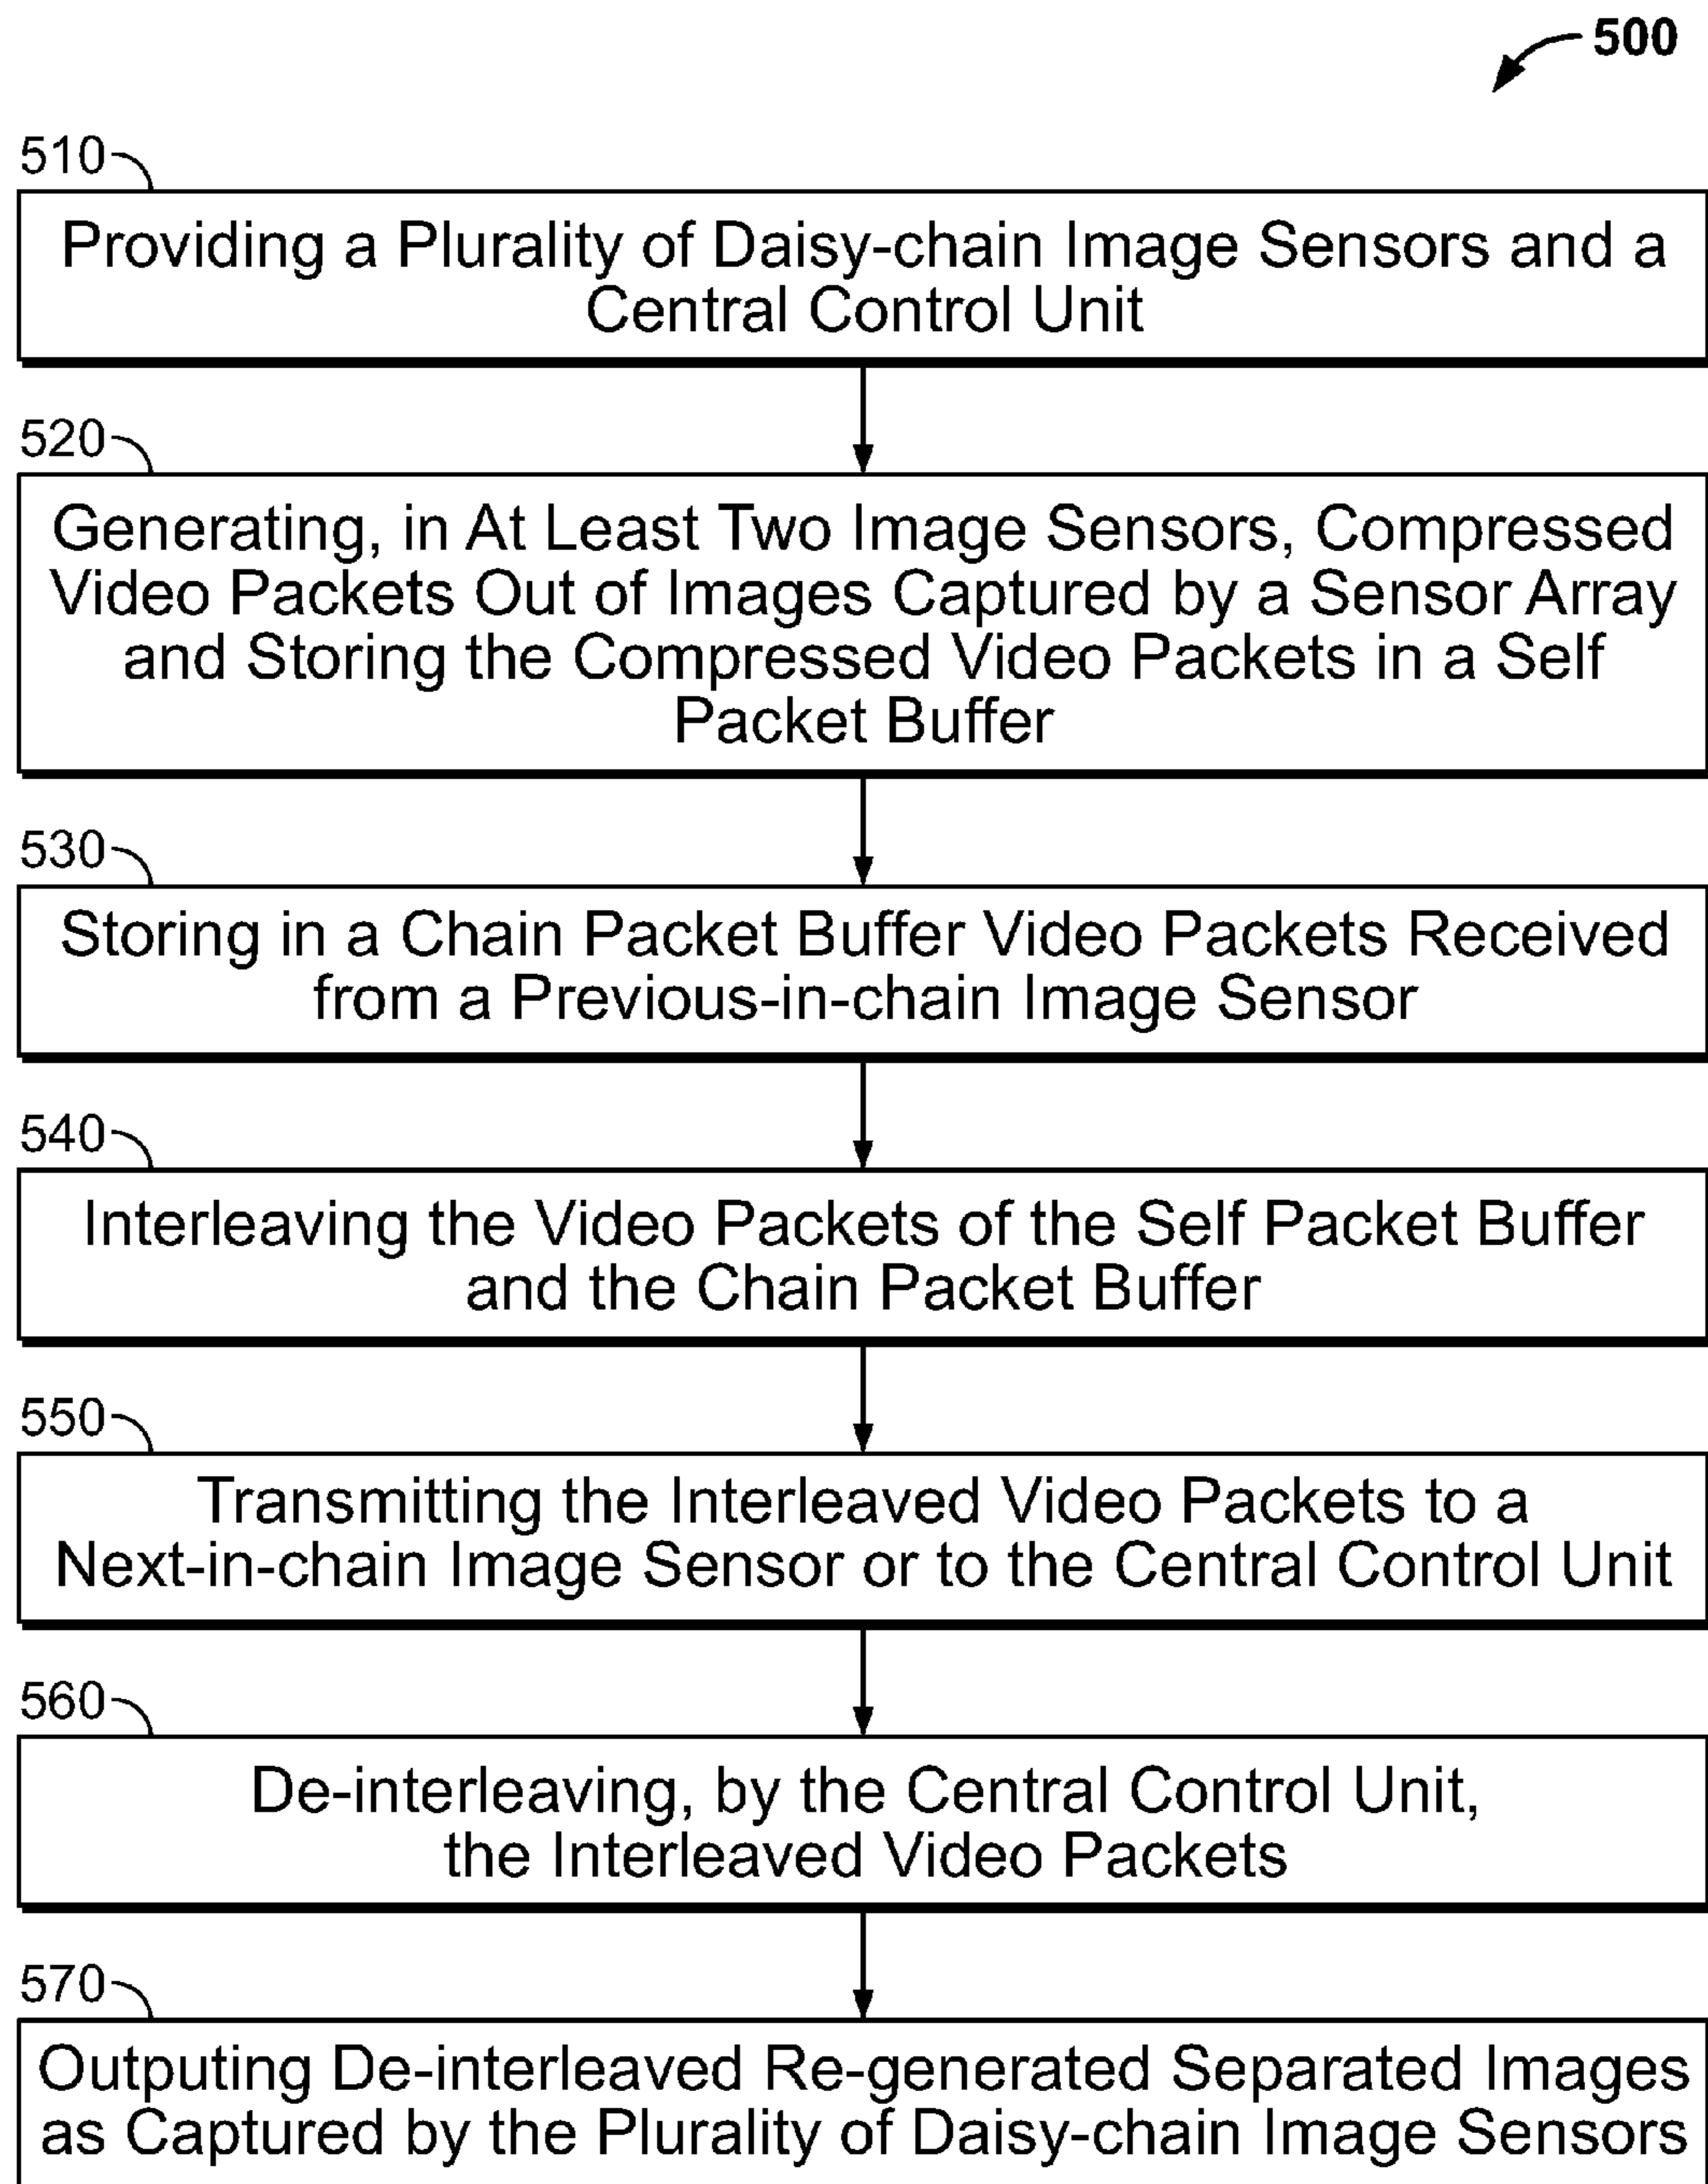 500
510
Providing a Plurality of Daisy-chain Image Sensors and a
Central Control Unit
520
Generating, in At Least Two Image Sensors, Compressed
Video Packets Out of Images Captured by a Sensor Array
and Storing the Compressed Video Packets in a Self
Packet Buffer
530
Storing in a Chain Packet Buffer Video Packets Received
from a Previous-in-chain Image Sensor
540
Interleaving the Video Packets of the Self Packet Buffer
and the Chain Packet Buffer
550
Transmitting the Interleaved Video Packets to a
Next-in-chain Image Sensor or to the Central Control Unit
560
De-interleaving, by the Central Control Unit,
the Interleaved Video Packets
570
Outputing De-interleaved Re-generated Separated Images
as Captured by the Plurality of Daisy-chain Image Sensors